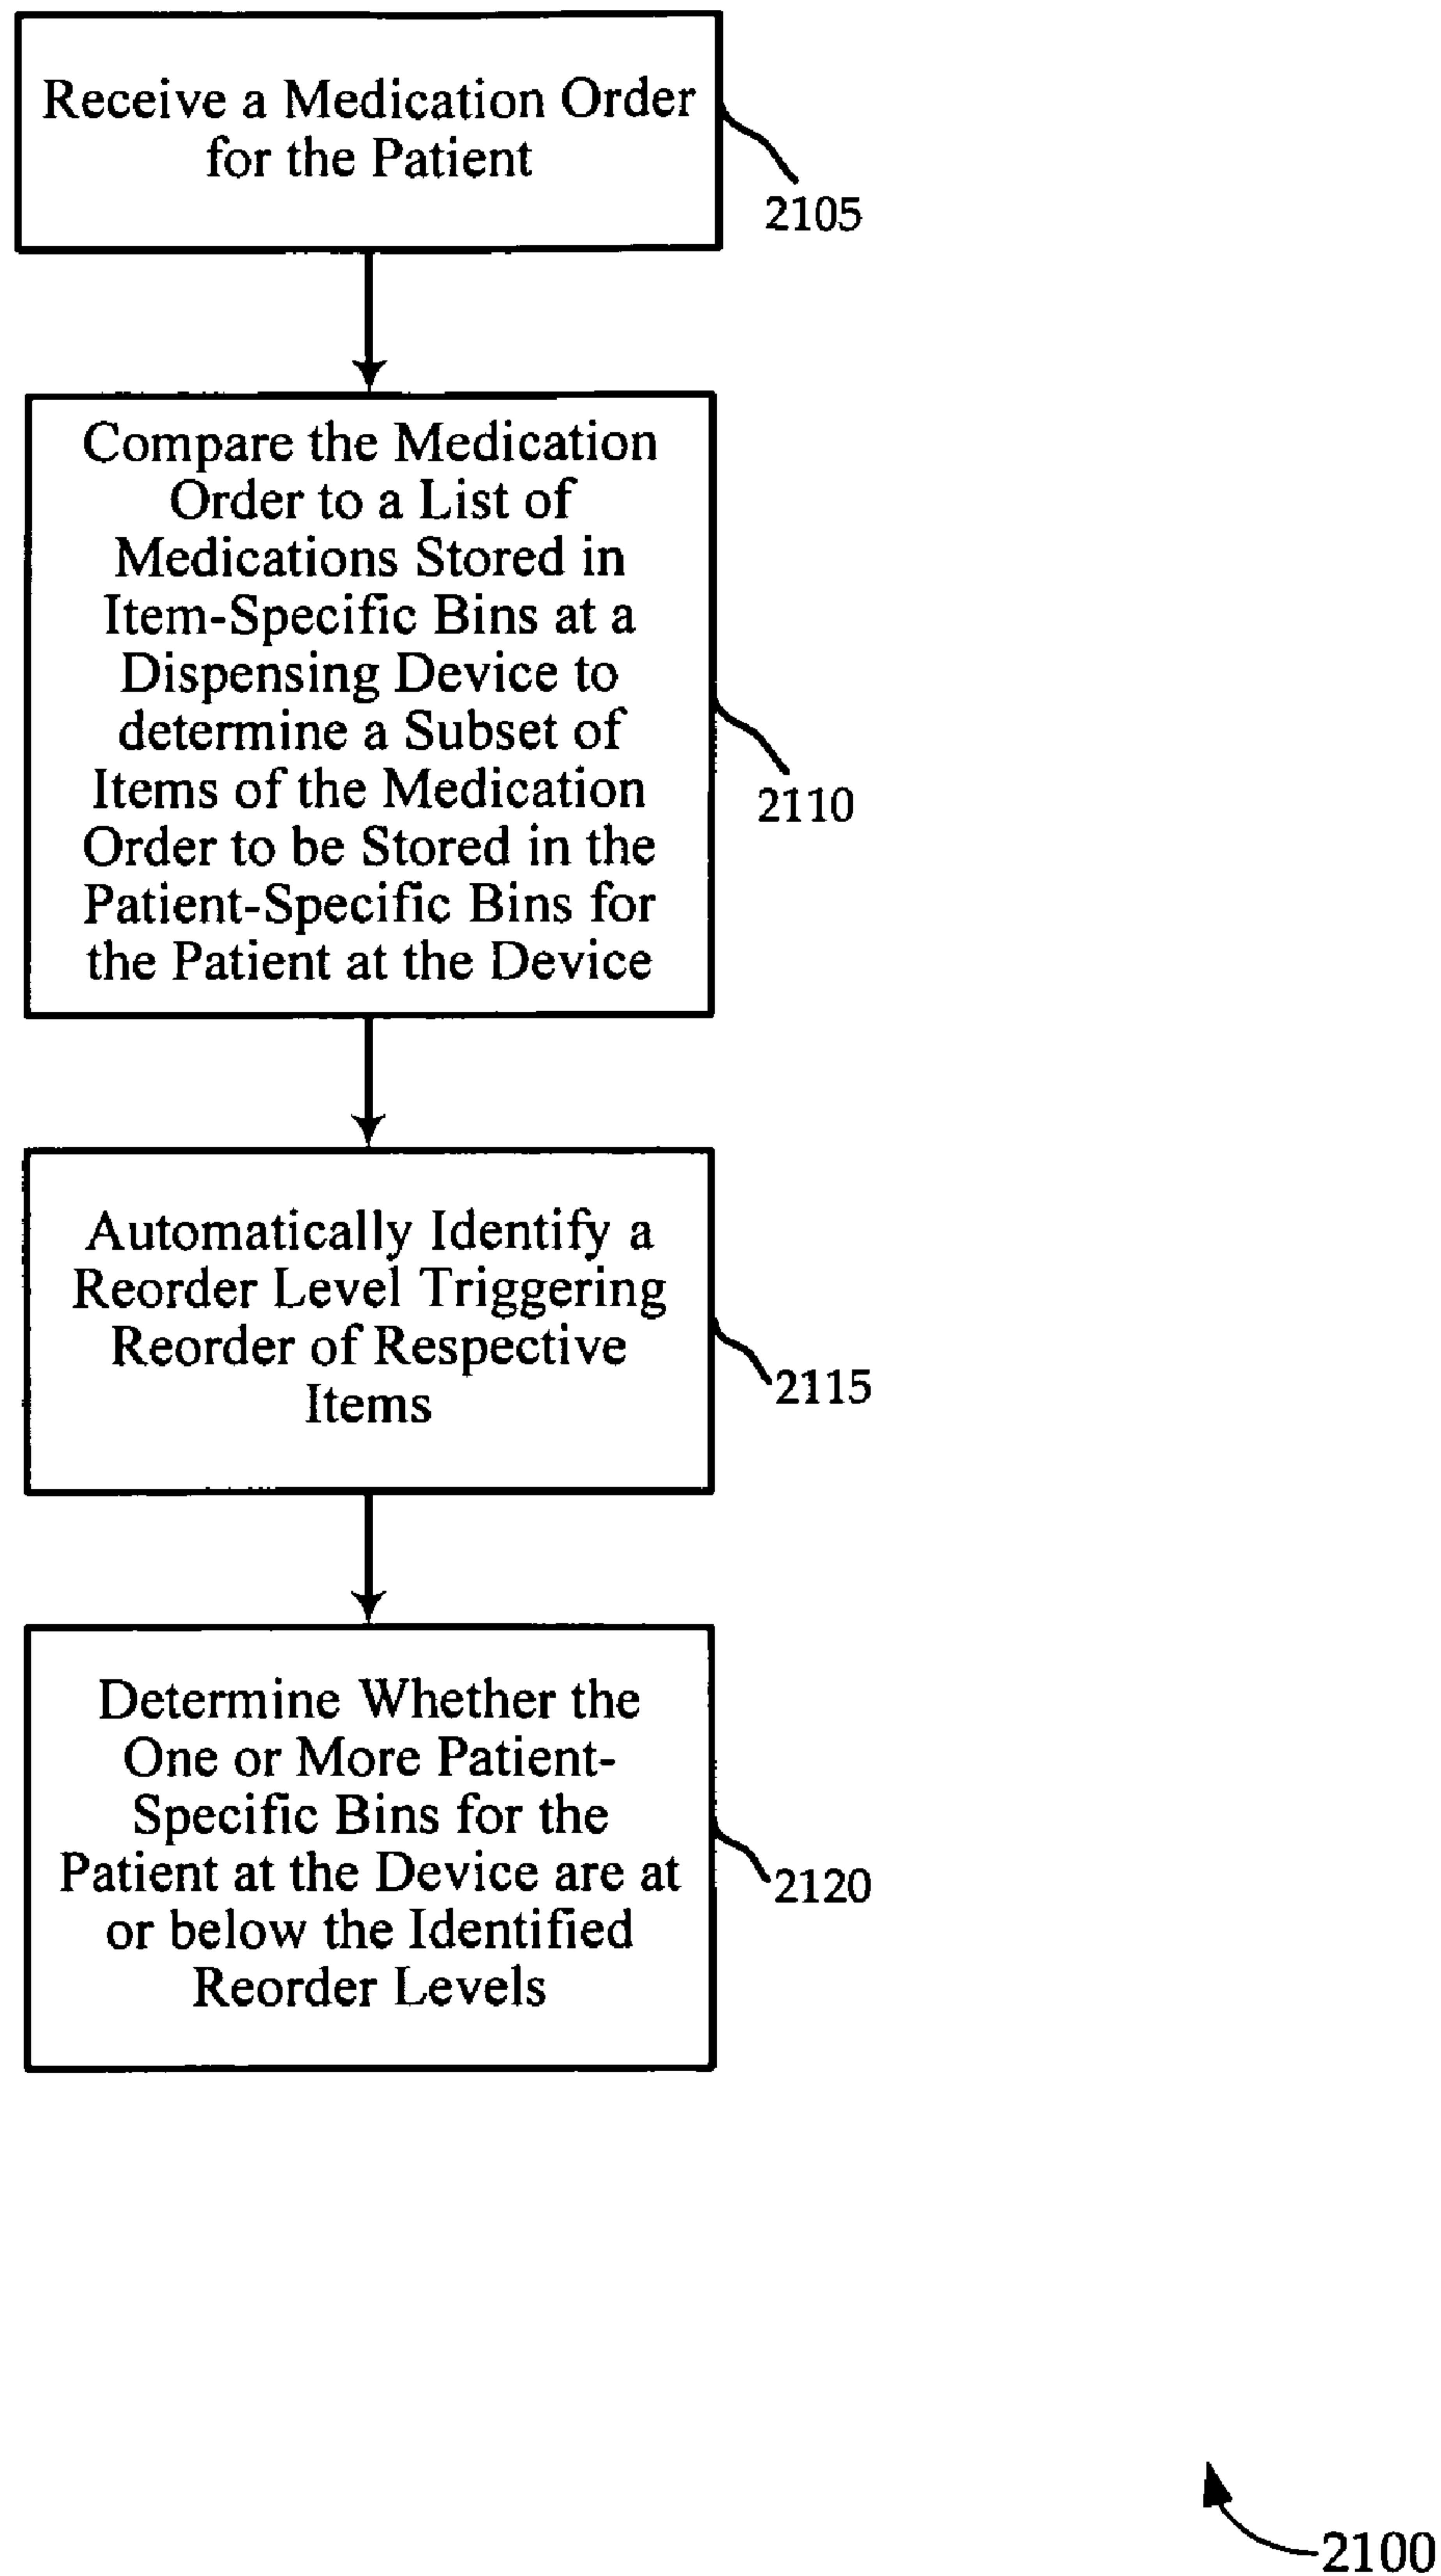 Receive a Medication Order
for the Patient
2105
Compare the Medication
Order to a List of
Medications Stored in
Item-Specific Bins at a
Dispensing Device to
determine a Subset of
Items of the Medication
Order to be Stored in the
Patient-Specific Bins for
the Patient at the Device
2110
Automatically Identify a
Reorder Level Triggering
Reorder of Respective
Items
2115
Determine Whether the
One or More Patient-
Specific Bins for the
Patient at the Device are at
or below the Identified
Reorder Levels
2120
2100